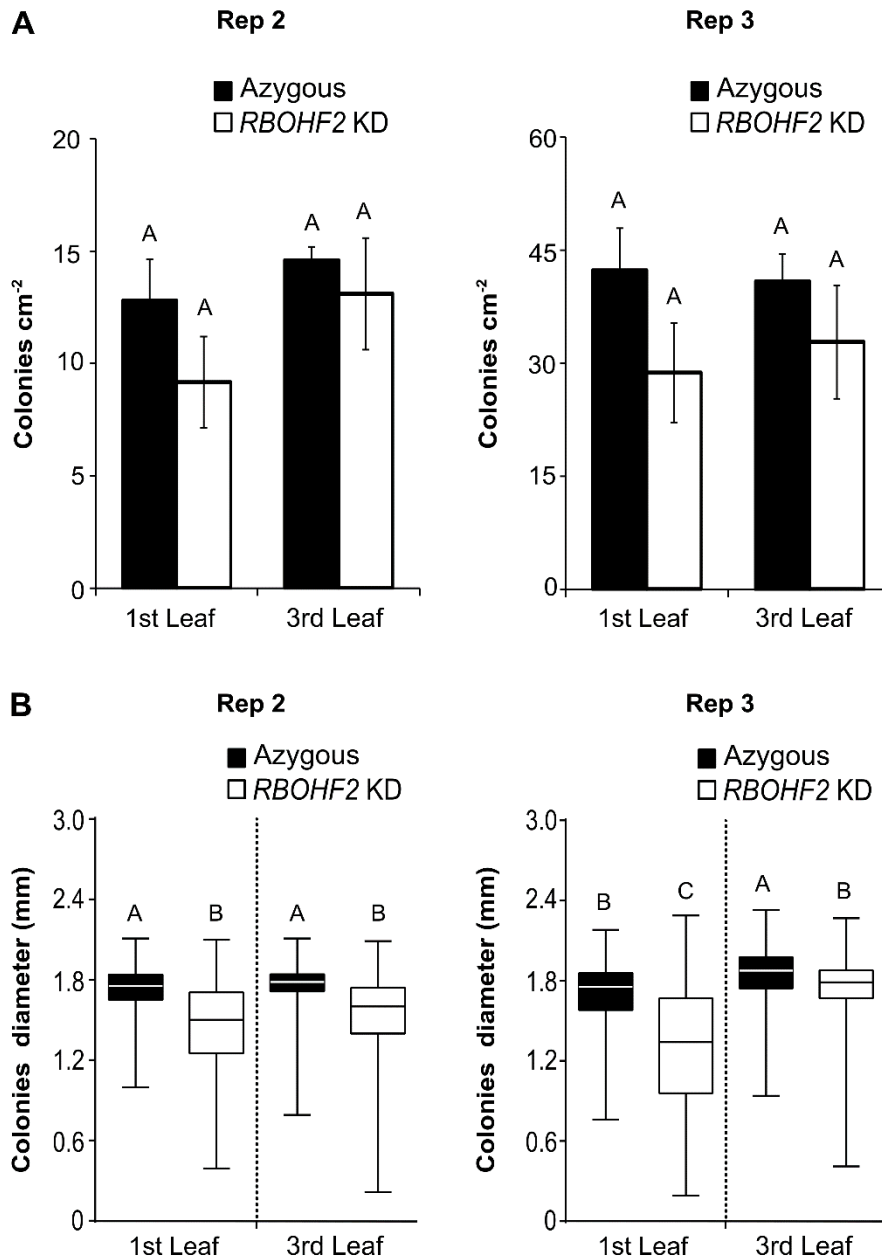 A
Rep 2
Rep 3
Azygous
RBOHF2 KD
Azygous
RBOHF2 KD
Colonies cm-2
20
15
10
5
0
A
A
A
A
1st Leaf
3rd Leaf
Colonies cm-2
60
45
30
15
0
A
A
A
A
1st Leaf
3rd Leaf
B
Rep 2
Rep 3
Azygous
RBOHF2 KD
Azygous
RBOHF2 KD
Colonies diameter (mm)
3.0
2.4
1.8
1.2
0.6
0
A
B
A
B
1st Leaf
3rd Leaf
Colonies diameter (mm)
3.0
2.4
1.8
1.2
0.6
0
B
C
A
B
1st Leaf
3rd Leaf